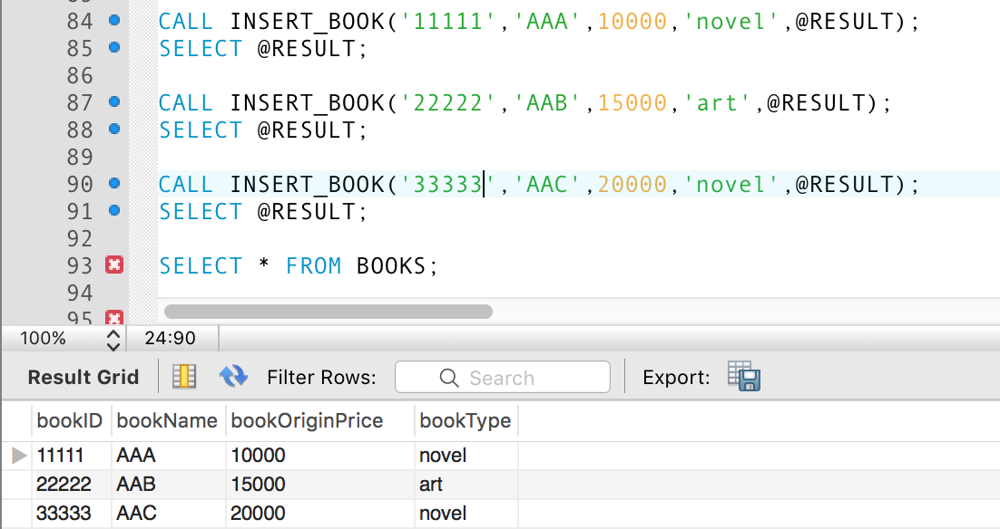 84 CALL INSERT_BOOK('11111','AAA',10000,'novel',@RESULT);
85 SELECT @RESULT;
86
87 CALL INSERT_BOOK('22222','AAB',15000,'art',@RESULT);
88 SELECT @RESULT;
89
90 CALL INSERT_BOOK('33333','AAC',20000,'novel',@RESULT);
91 SELECT @RESULT;
92
93 SELECT * FROM BOOKS;
94
95
100% 24:90
Result Grid Filter Rows: Search Export:
bookID bookName bookOriginPrice bookType
11111 AAA 10000 novel
22222 AAB 15000 art
33333 AAC 20000 novel